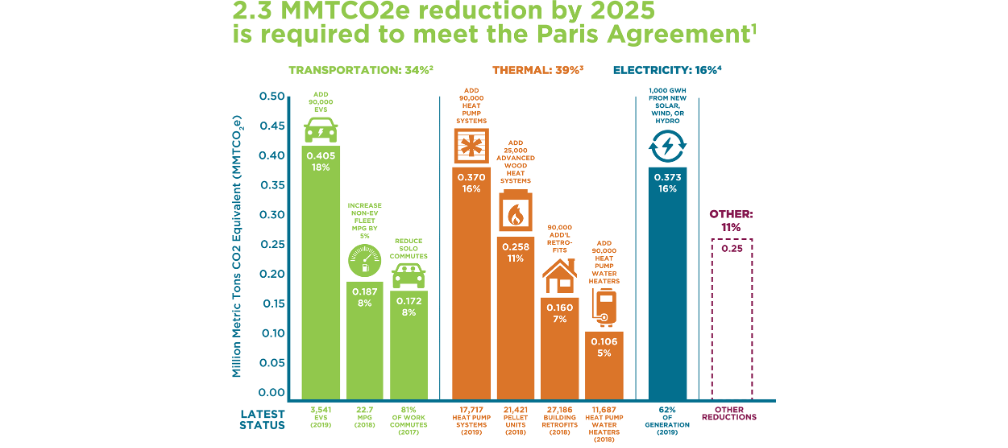 2.3 MMTCO2e reduction by 2025
is required to meet the Paris Agreement¹
TRANSPORTATION: 34%²
THERMAL: 39%³
ELECTRICITY: 16%⁴
Million Metric Tons CO2 Equivalent (MMTCO₂e)
0.50
0.45
0.40
0.35
0.30
0.25
0.20
0.15
0.10
0.05
0.00
ADD
90,000
EVS
0.405
18%
INCREASE
NON-EV
FLEET
MPG BY
5%
0.187
8%
REDUCE
SOLO
COMMUTES
0.172
8%
ADD
90,000
HEAT
PUMP
SYSTEMS
0.370
16%
ADD
25,000
ADVANCED
WOOD
HEAT
SYSTEMS
0.258
11%
90,000
ADD'L
RETRO-
FITS
0.160
7%
ADD
90,000
HEAT
PUMP
WATER
HEATERS
0.106
5%
1,000 GWH
FROM NEW
SOLAR,
WIND, OR
HYDRO
0.373
16%
OTHER:
11%
0.25
LATEST
STATUS
3,541
EVS
(2019)
22.7
MPG
(2018)
81%
OF WORK
COMMUTES
(2017)
17,717
HEAT PUMP
SYSTEMS
(2019)
21,421
PELLET
UNITS
(2018)
27,186
BUILDING
RETROFITS
(2018)
11,687
HEAT PUMP
WATER
HEATERS
(2018)
62%
OF
GENERATION
(2019)
OTHER
REDUCTIONS